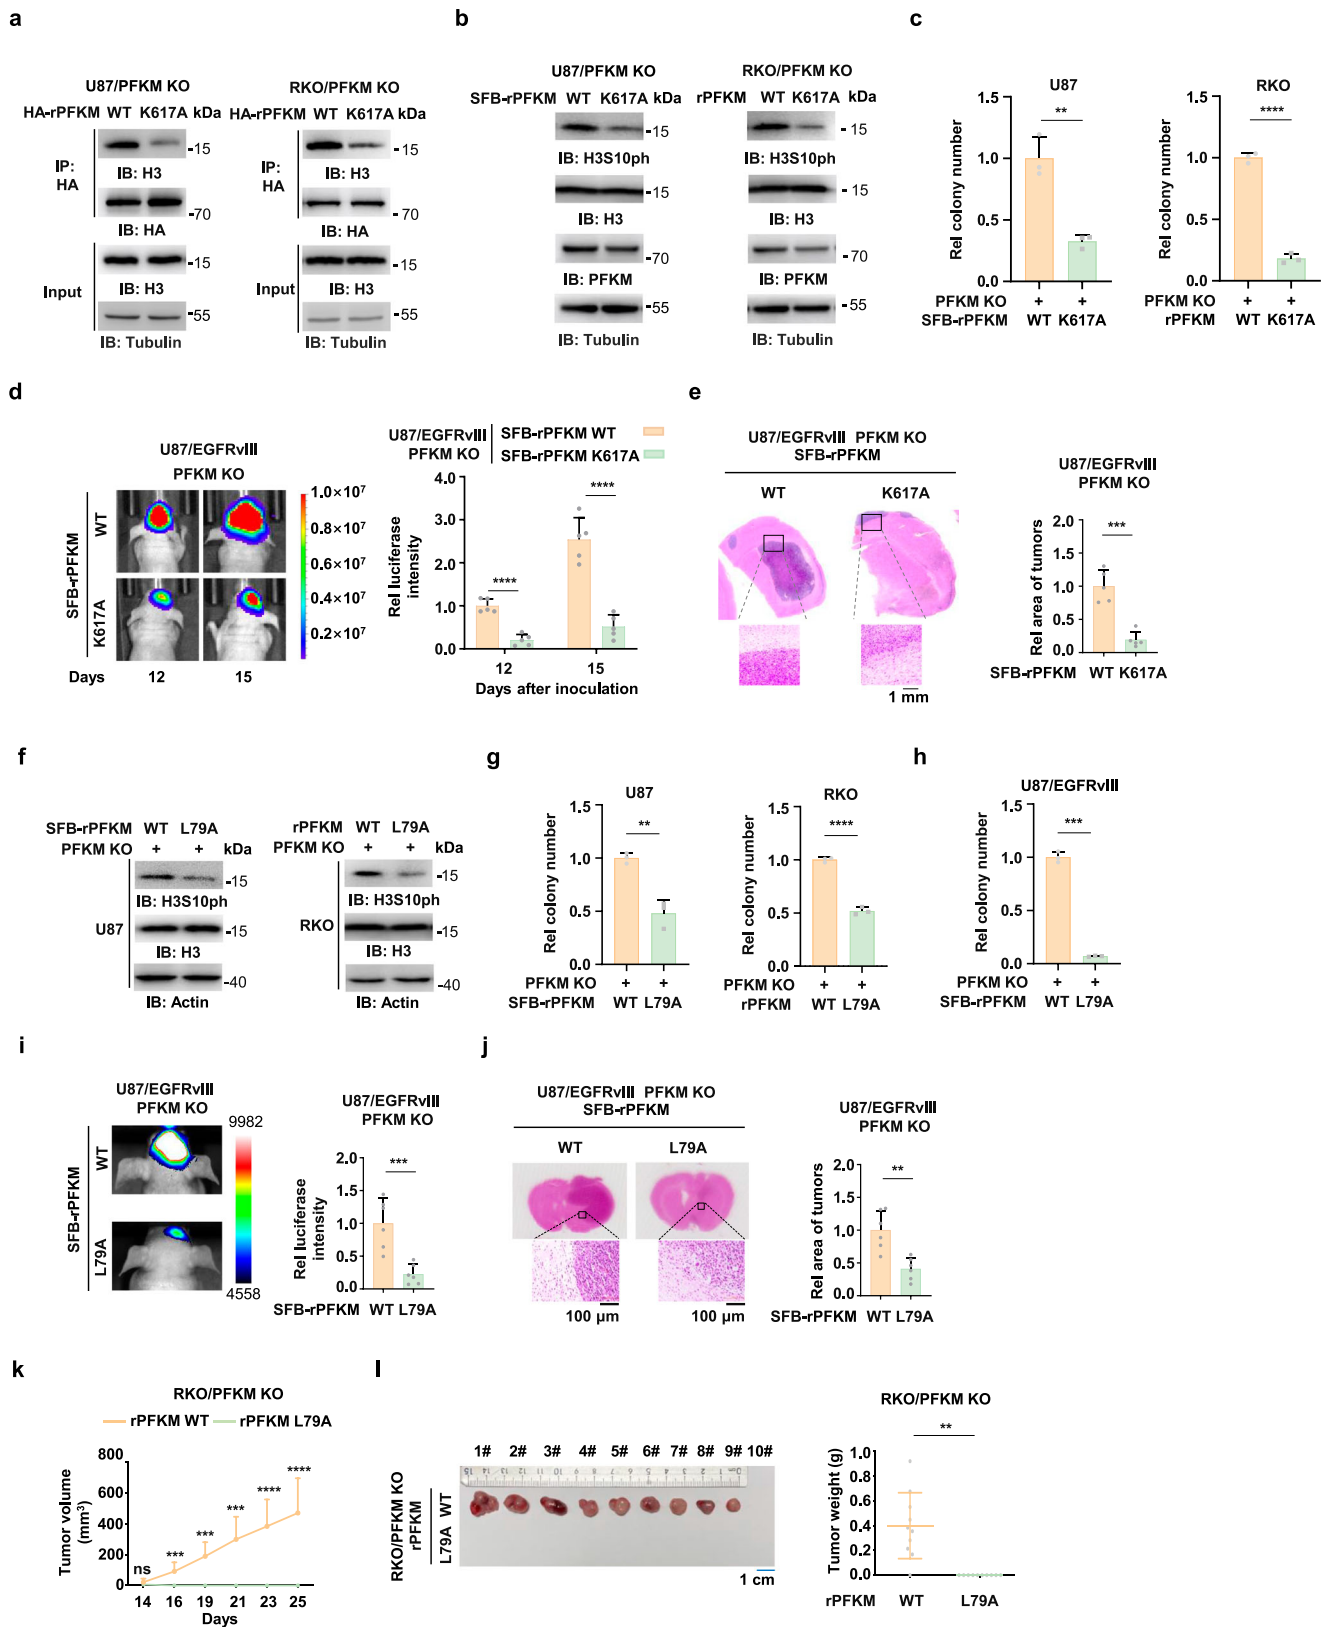 a
U87/PFKM KO
HA-rPFKM WT K617A kDa
IP:
HA
-15
IB: H3
-70
IB: HA
Input
-15
IB: H3
-55
IB: Tubulin
RKO/PFKM KO
HA-rPFKM WT K617A kDa
IP:
HA
-15
IB: H3
-70
IB: HA
Input
-15
IB: H3
-55
IB: Tubulin
b
U87/PFKM KO
SFB-rPFKM WT K617A kDa
-15
IB: H3S10ph
-15
IB: H3
-70
IB: PFKM
-55
IB: Tubulin
RKO/PFKM KO
rPFKM WT K617A kDa
-15
IB: H3S10ph
-15
IB: H3
-70
IB: PFKM
-55
IB: Tubulin
c
U87
Rel colony number
1.5
1.0
0.5
0.0
**
PFKM KO + +
SFB-rPFKM WT K617A
RKO
Rel colony number
1.5
1.0
0.5
0.0
****
PFKM KO + +
rPFKM WT K617A
d
U87/EGFRvIII
PFKM KO
SFB-rPFKM
WT
K617A
Days 12 15
1.0×10⁷
0.8×10⁷
0.6×10⁷
0.4×10⁷
0.2×10⁷
U87/EGFRvIII
PFKM KO
SFB-rPFKM WT
SFB-rPFKM K617A
Rel luciferase
intensity
4.0
3.0
2.0
1.0
0.0
****
****
12 15
Days after inoculation
e
U87/EGFRvIII PFKM KO
SFB-rPFKM
WT K617A
1 mm
U87/EGFRvIII
PFKM KO
Rel area of tumors
2.0
1.5
1.0
0.5
0.0
***
SFB-rPFKM WT K617A
f
SFB-rPFKM WT L79A
PFKM KO + + kDa
U87
-15
IB: H3S10ph
-15
IB: H3
-40
IB: Actin
rPFKM WT L79A
PFKM KO + + kDa
RKO
-15
IB: H3S10ph
-15
IB: H3
-40
IB: Actin
g
U87
Rel colony number
1.5
1.0
0.5
0.0
**
PFKM KO + +
SFB-rPFKM WT L79A
RKO
Rel colony number
1.5
1.0
0.5
0.0
****
PFKM KO + +
rPFKM WT L79A
h
U87/EGFRvIII
Rel colony number
1.5
1.0
0.5
0.0
***
PFKM KO + +
SFB-rPFKM WT L79A
i
U87/EGFRvIII
PFKM KO
SFB-rPFKM
WT
L79A
9982
4558
U87/EGFRvIII
PFKM KO
Rel luciferase
intensity
2.0
1.5
1.0
0.5
0.0
***
SFB-rPFKM WT L79A
j
U87/EGFRvIII PFKM KO
SFB-rPFKM
WT L79A
100 µm 100 µm
U87/EGFRvIII
PFKM KO
Rel area of tumors
2.0
1.5
1.0
0.5
0.0
**
SFB-rPFKM WT L79A
k
RKO/PFKM KO
rPFKM WT rPFKM L79A
Tumor volume
(mm³)
800
600
400
200
0
ns *** *** *** **** ****
14 16 19 21 23 25
Days
l
1# 2# 3# 4# 5# 6# 7# 8# 9# 10#
RKO/PFKM KO
rPFKM
WT
L79A
1 cm
RKO/PFKM KO
Tumor weight (g)
1.0
0.8
0.6
0.4
0.2
0.0
**
rPFKM WT L79A